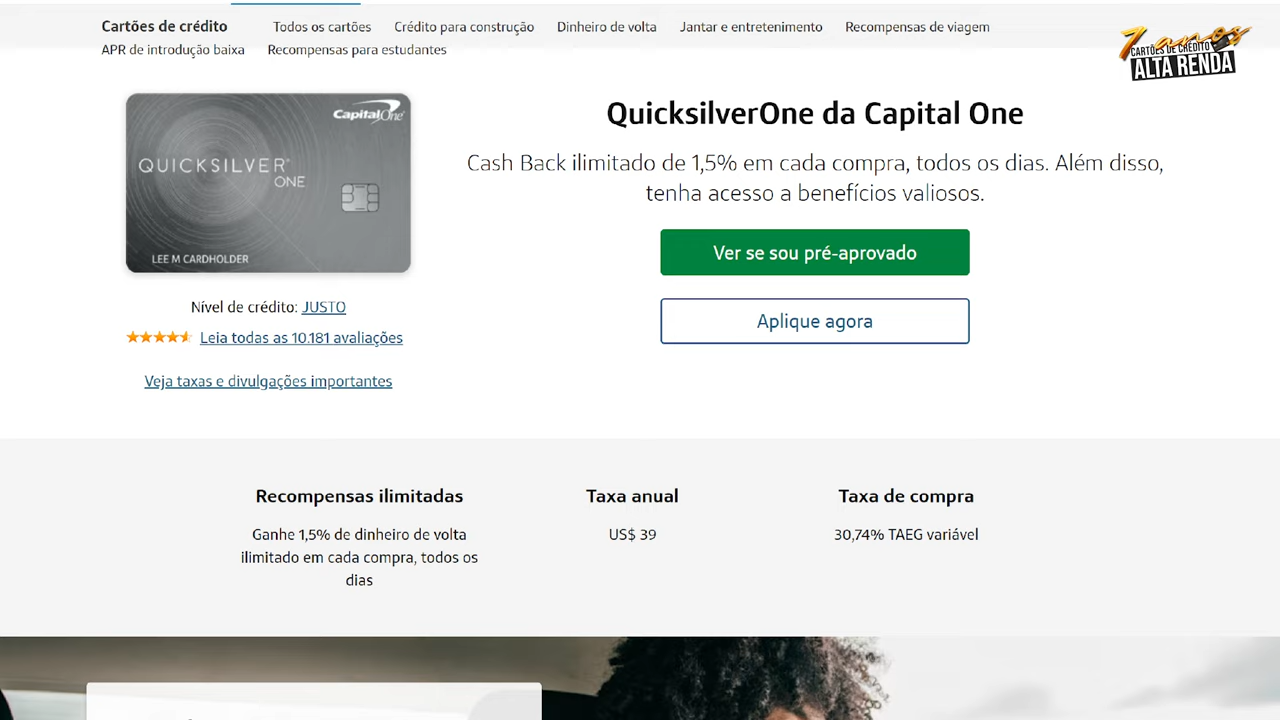 Cartões de crédito
Todos os cartões
Crédito para construção
Dinheiro de volta
Jantar e entretenimento
Recompensas de viagem
APR de introdução baixa
Recompensas para estudantes
7 anos
CARTÕES DE CRÉDITO
ALTA RENDA
Capital One
QUICKSILVER
ONE
LEE M CARDHOLDER
Nível de crédito: JUSTO
Leia todas as 10.181 avaliações
Veja taxas e divulgações importantes
QuicksilverOne da Capital One
Cash Back ilimitado de 1,5% em cada compra, todos os dias. Além disso,
tenha acesso a benefícios valiosos.
Ver se sou pré-aprovado
Aplique agora
Recompensas ilimitadas
Ganhe 1,5% de dinheiro de volta
ilimitado em cada compra, todos os
dias
Taxa anual
US$ 39
Taxa de compra
30,74% TAEG variável